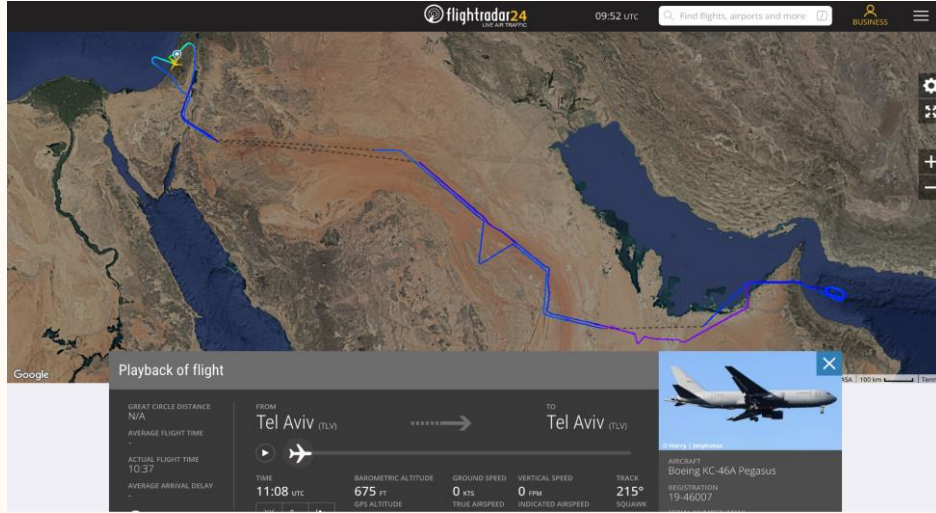 flightradar24
LIVE AIR TRAFFIC
09:52 UTC
Find flights, airports and more
BUSINESS
Google
100 km
Playback of flight
GREAT CIRCLE DISTANCE
N/A
AVERAGE FLIGHT TIME
-
ACTUAL FLIGHT TIME
10:37
AVERAGE ARRIVAL DELAY
-
FROM
Tel Aviv (TLV)
TO
Tel Aviv (TLV)
TIME
11:08 UTC
BAROMETRIC ALTITUDE
675 FT
GPS ALTITUDE
GROUND SPEED
0 KTS
TRUE AIRSPEED
VERTICAL SPEED
0 FPM
INDICATED AIRSPEED
TRACK
215°
SQUAWK
© Harry | Jetphotos
AIRCRAFT
Boeing KC-46A Pegasus
REGISTRATION
19-46007